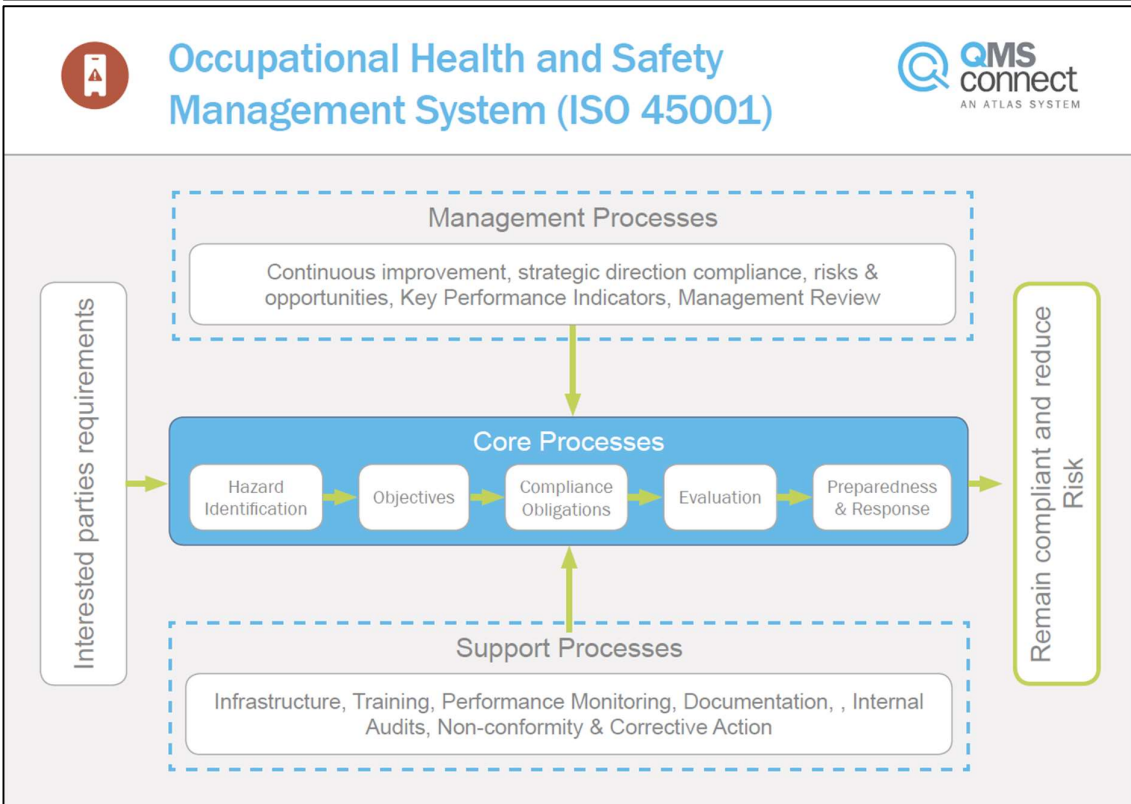 Occupational Health and Safety
Management System (ISO 45001)
QMS
connect
AN ATLAS SYSTEM
Management Processes
Continuous improvement, strategic direction compliance, risks &
opportunities, Key Performance Indicators, Management Review
Interested parties requirements
Core Processes
Hazard
Identification
Objectives
Compliance
Obligations
Evaluation
Preparedness
& Response
Remain compliant and reduce
Risk
Support Processes
Infrastructure, Training, Performance Monitoring, Documentation, , Internal
Audits, Non-conformity & Corrective Action